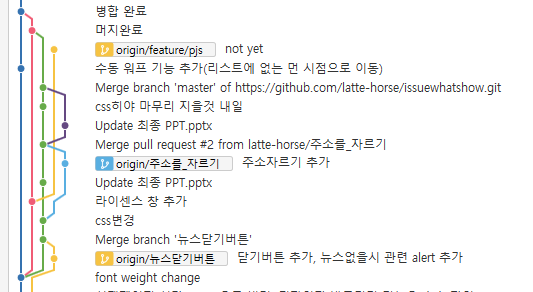 병합 완료
머지완료
origin/feature/pjs not yet
수동 워프 기능 추가(리스트에 없는 먼 시점으로 이동)
Merge branch 'master' of https://github.com/latte-horse/issuewhatshow.git
css히야 마무리 지을것 내일
Update 최종 PPT.pptx
Merge pull request #2 from latte-horse/주소를_자르기
origin/주소를_자르기 주소자르기 추가
Update 최종 PPT.pptx
라이센스 창 추가
css변경
Merge branch '뉴스닫기버튼'
origin/뉴스닫기버튼 닫기버튼 추가, 뉴스없을시 관련 alert 추가
font weight change